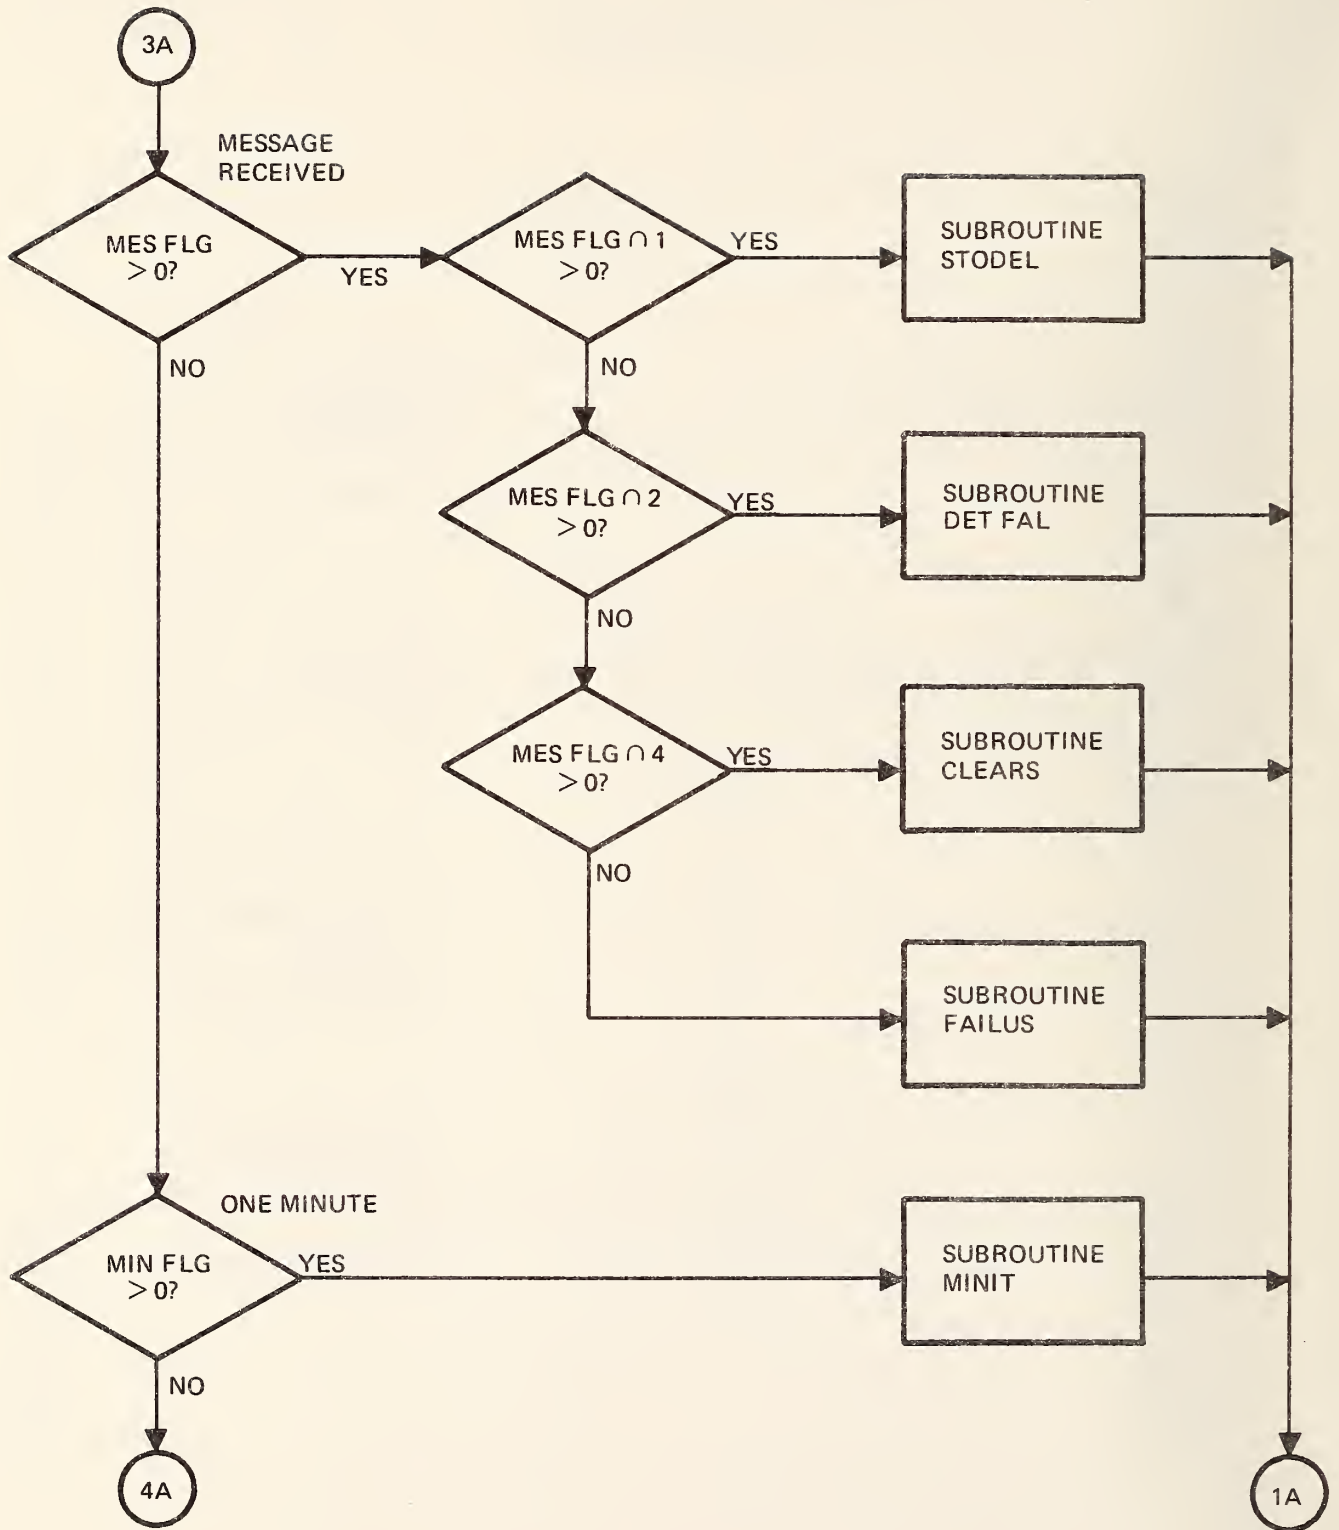 3A
MESSAGE
RECEIVED
MES FLG
> 0?
YES
NO
MES FLG ∩ 1
> 0?
YES
NO
SUBROUTINE
STODEL
MES FLG ∩ 2
> 0?
YES
NO
SUBROUTINE
DET FAL
MES FLG ∩ 4
> 0?
YES
NO
SUBROUTINE
CLEARS
SUBROUTINE
FAILUS
ONE MINUTE
MIN FLG
> 0?
YES
NO
SUBROUTINE
MINIT
4A
1A